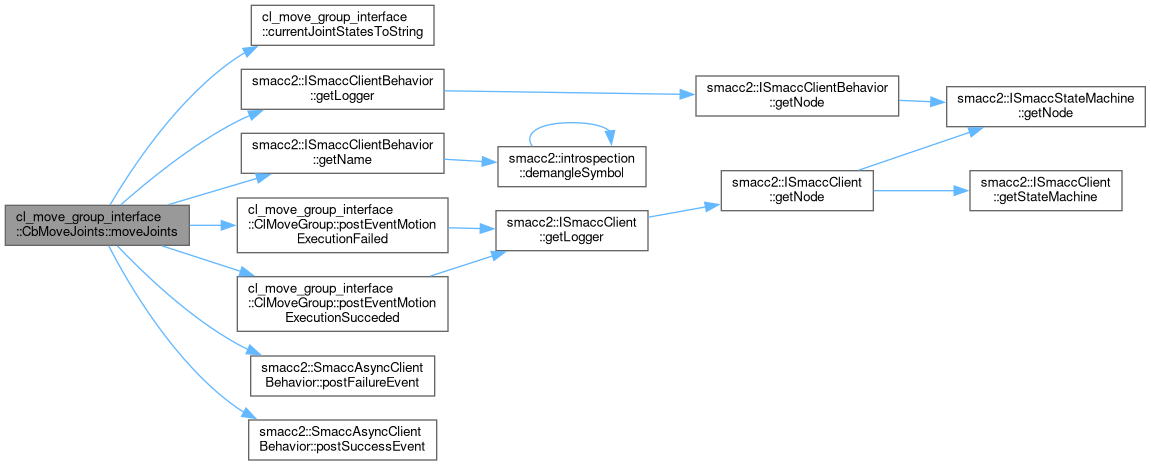 cl_move_group_interface
::CbMoveJoints::moveJoints
cl_move_group_interface
::currentJointStatesToString
smacc2::ISmaccClientBehavior
::getLogger
smacc2::ISmaccClientBehavior
::getName
cl_move_group_interface
::ClMoveGroup::postEventMotion
ExecutionFailed
cl_move_group_interface
::ClMoveGroup::postEventMotion
ExecutionSucceded
smacc2::SmaccAsyncClient
Behavior::postFailureEvent
smacc2::SmaccAsyncClient
Behavior::postSuccessEvent
smacc2::introspection
::demangleSymbol
smacc2::ISmaccClient
::getLogger
smacc2::ISmaccClientBehavior
::getNode
smacc2::ISmaccClient
::getNode
smacc2::ISmaccStateMachine
::getNode
smacc2::ISmaccClient
::getStateMachine